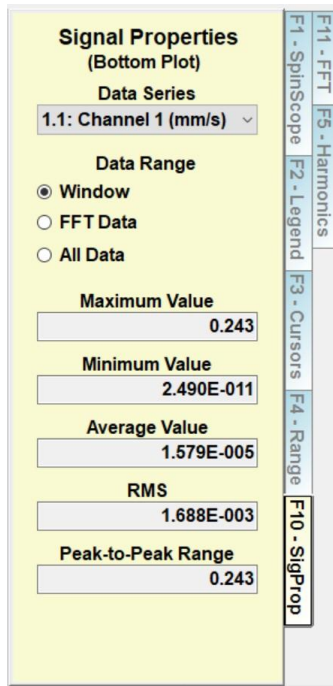 Signal Properties
(Bottom Plot)
Data Series
1.1: Channel 1 (mm/s)
Data Range
Window
FFT Data
All Data
Maximum Value
0.243
Minimum Value
2.490E-011
Average Value
1.579E-005
RMS
1.688E-003
Peak-to-Peak Range
0.243
F1 - SpinScope
F2 - Legend
F3 - Cursors
F4 - Range
F10 - SigProp
F11 - FFT
F5 - Harmonics